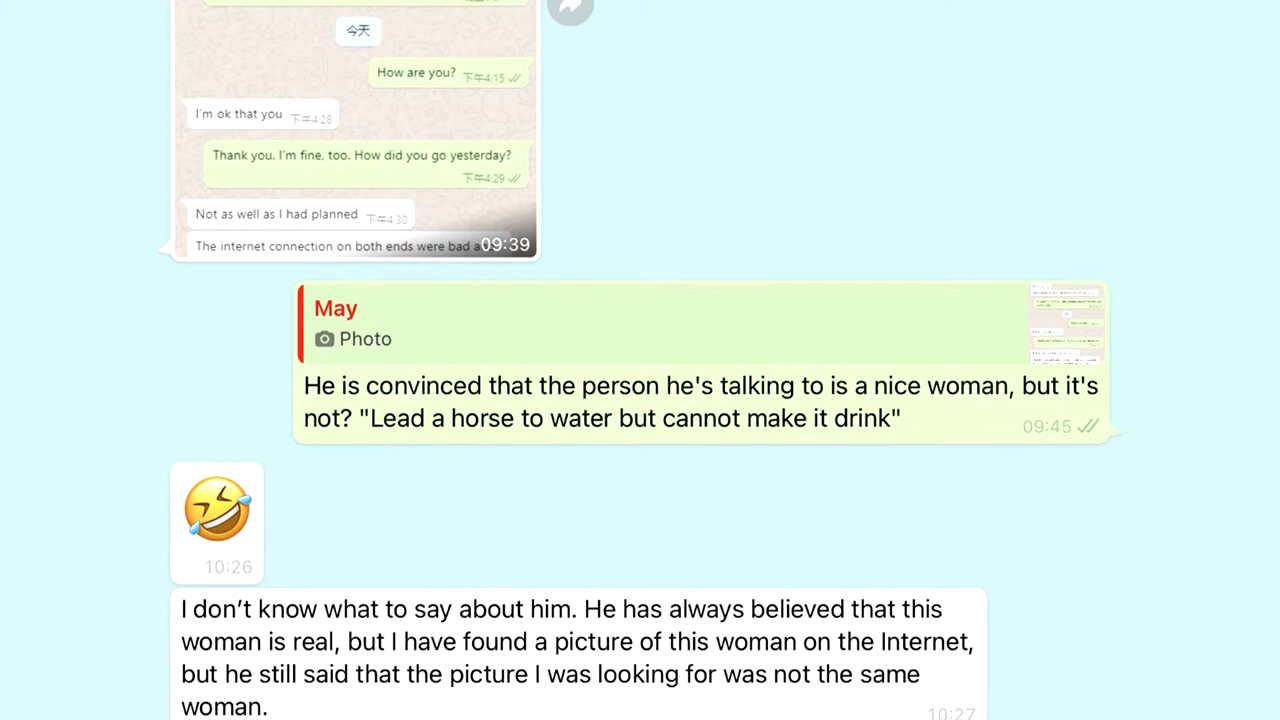 今天
How are you? 下午4:15
I'm ok that you 下午4:28
Thank you. I'm fine, too. How did you go yesterday?
下午4:29
Not as well as I had planned 下午4:30
The internet connection on both ends were bad a
09:39
May
Photo
He is convinced that the person he's talking to is a nice woman, but it's
not? "Lead a horse to water but cannot make it drink"
09:45
10:26
I don’t know what to say about him. He has always believed that this
woman is real, but I have found a picture of this woman on the Internet,
but he still said that the picture I was looking for was not the same
woman.
10:27